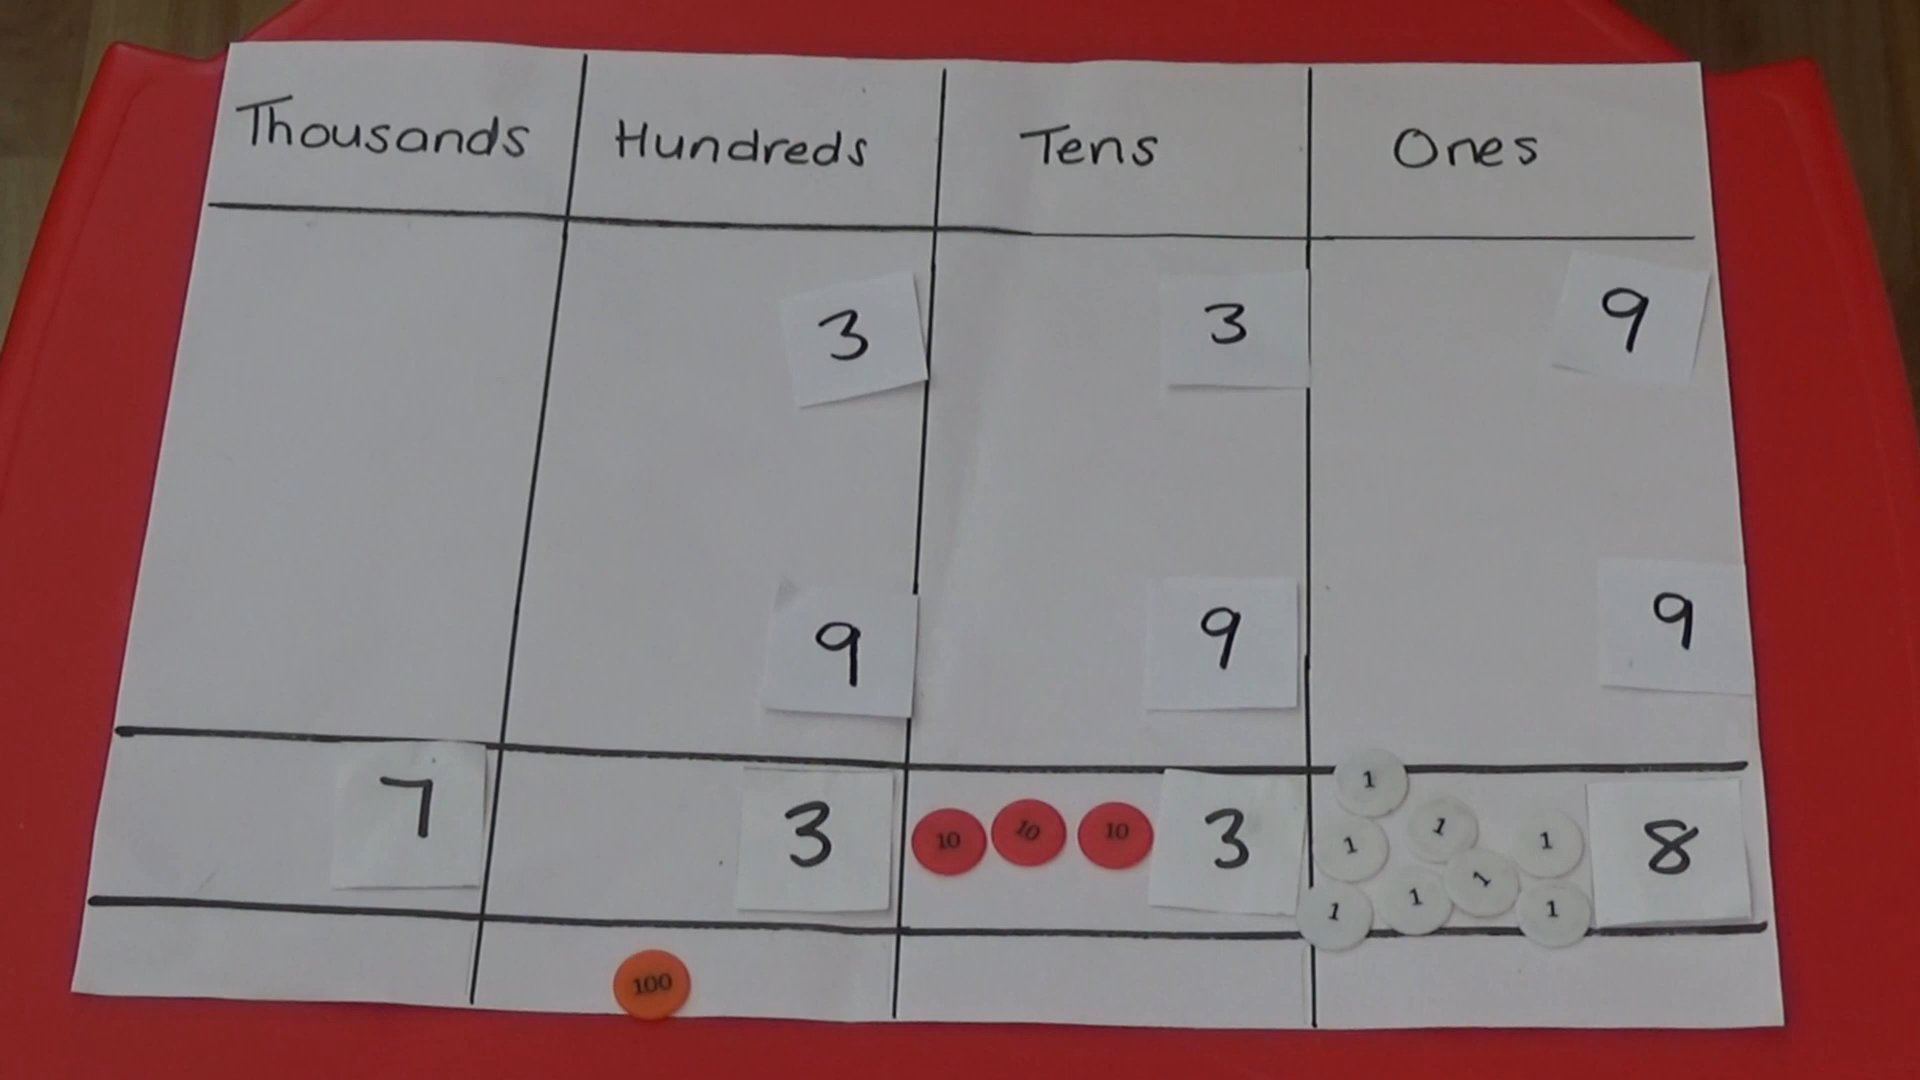 Thousands Hundreds Tens Ones
3 3 9
9 9 9
7 3 10 10 10 3 1 1 1 1 1 1 1 1 8
100